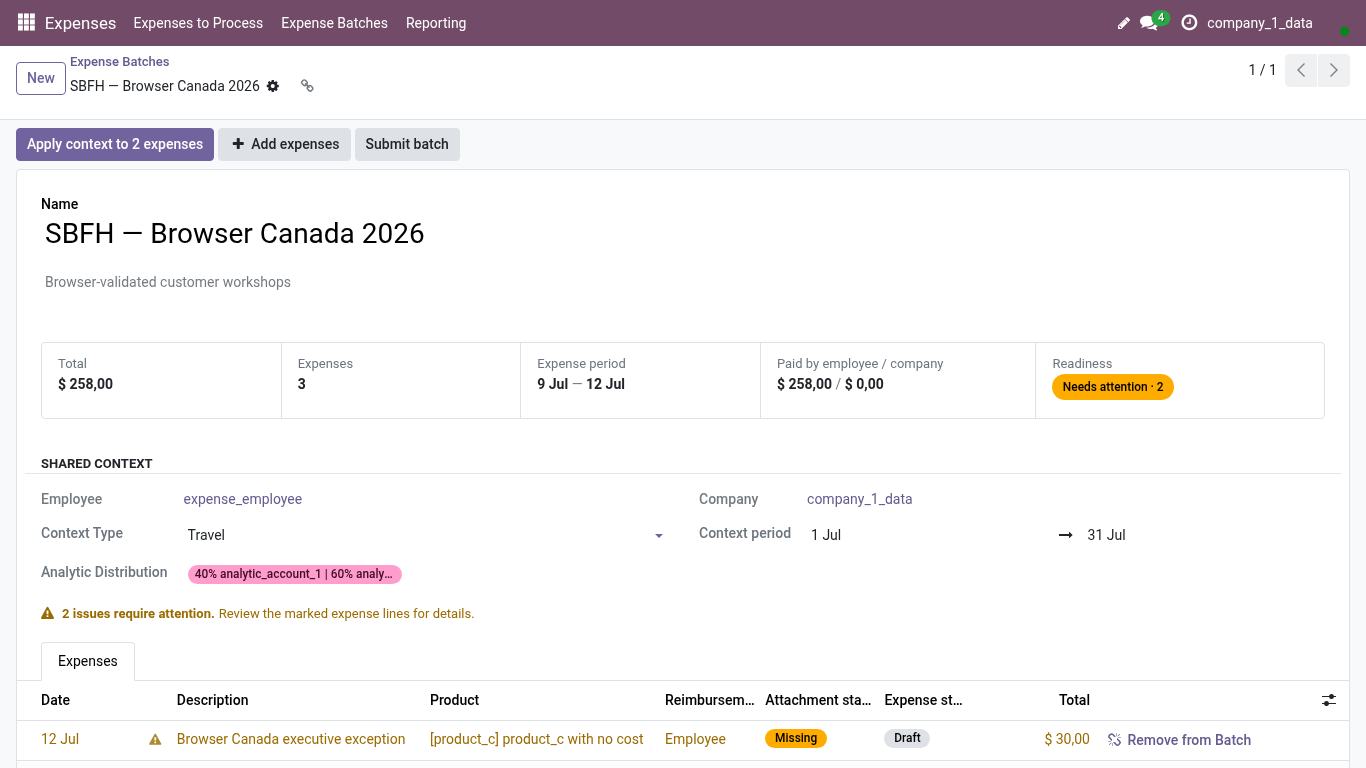 Expenses Expenses to Process Expense Batches Reporting 4 company_1_data
New
Expense Batches
SBFH — Browser Canada 2026
1 / 1
Apply context to 2 expenses Add expenses Submit batch
Name
SBFH — Browser Canada 2026
Browser-validated customer workshops
Total Expenses Expense period Paid by employee / company Readiness
$ 258,00 3 9 Jul — 12 Jul $ 258,00 / $ 0,00 Needs attention · 2
SHARED CONTEXT
Employee expense_employee Company company_1_data
Context Type Travel Context period 1 Jul 31 Jul
Analytic Distribution 40% analytic_account_1 | 60% analy...
2 issues require attention. Review the marked expense lines for details.
Expenses
Date Description Product Reimbursem... Attachment sta... Expense st... Total
12 Jul Browser Canada executive exception [product_c] product_c with no cost Employee Missing Draft $ 30,00 Remove from Batch